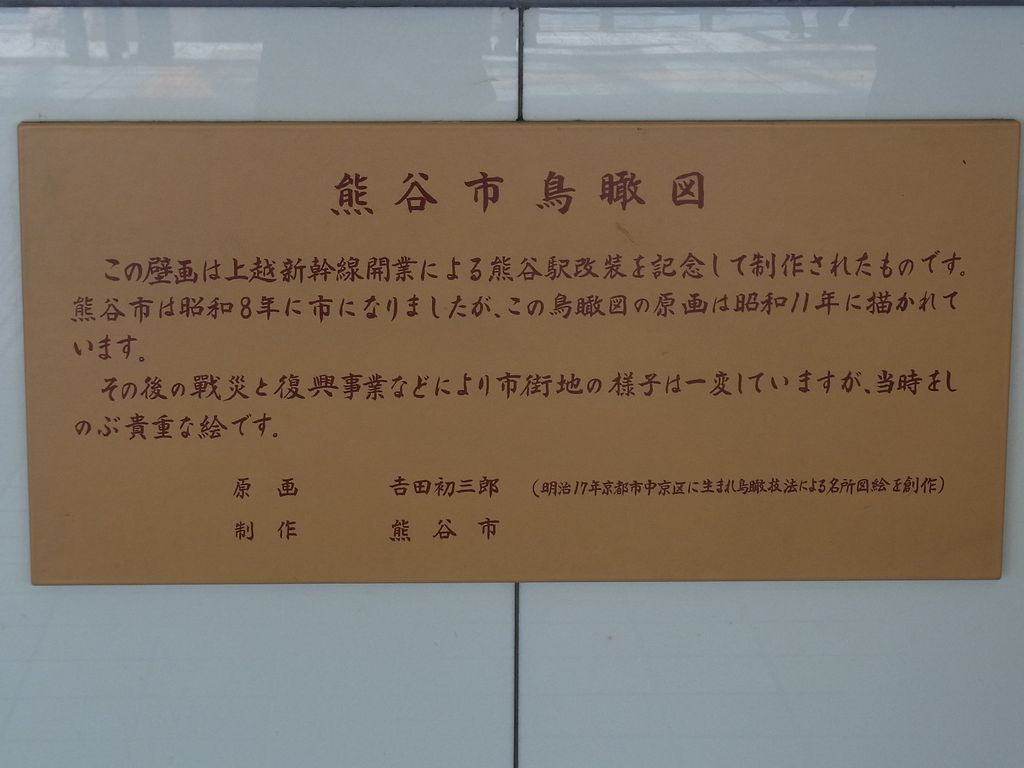 熊谷市鳥瞰図
この壁画は上越新幹線開業による熊谷駅改装を記念して制作されたものです。
熊谷市は昭和8年に市になりましたが、この鳥瞰図の原画は昭和11年に描かれて
います。
その後の戰災と復興事業などにより市街地の様子は一変していますが、当時をし
のぶ貴重な絵です。
原画 吉田初三郎 (明治17年京都市中京区に生まれ鳥瞰技法による名所図絵を創作)
制作 熊谷市